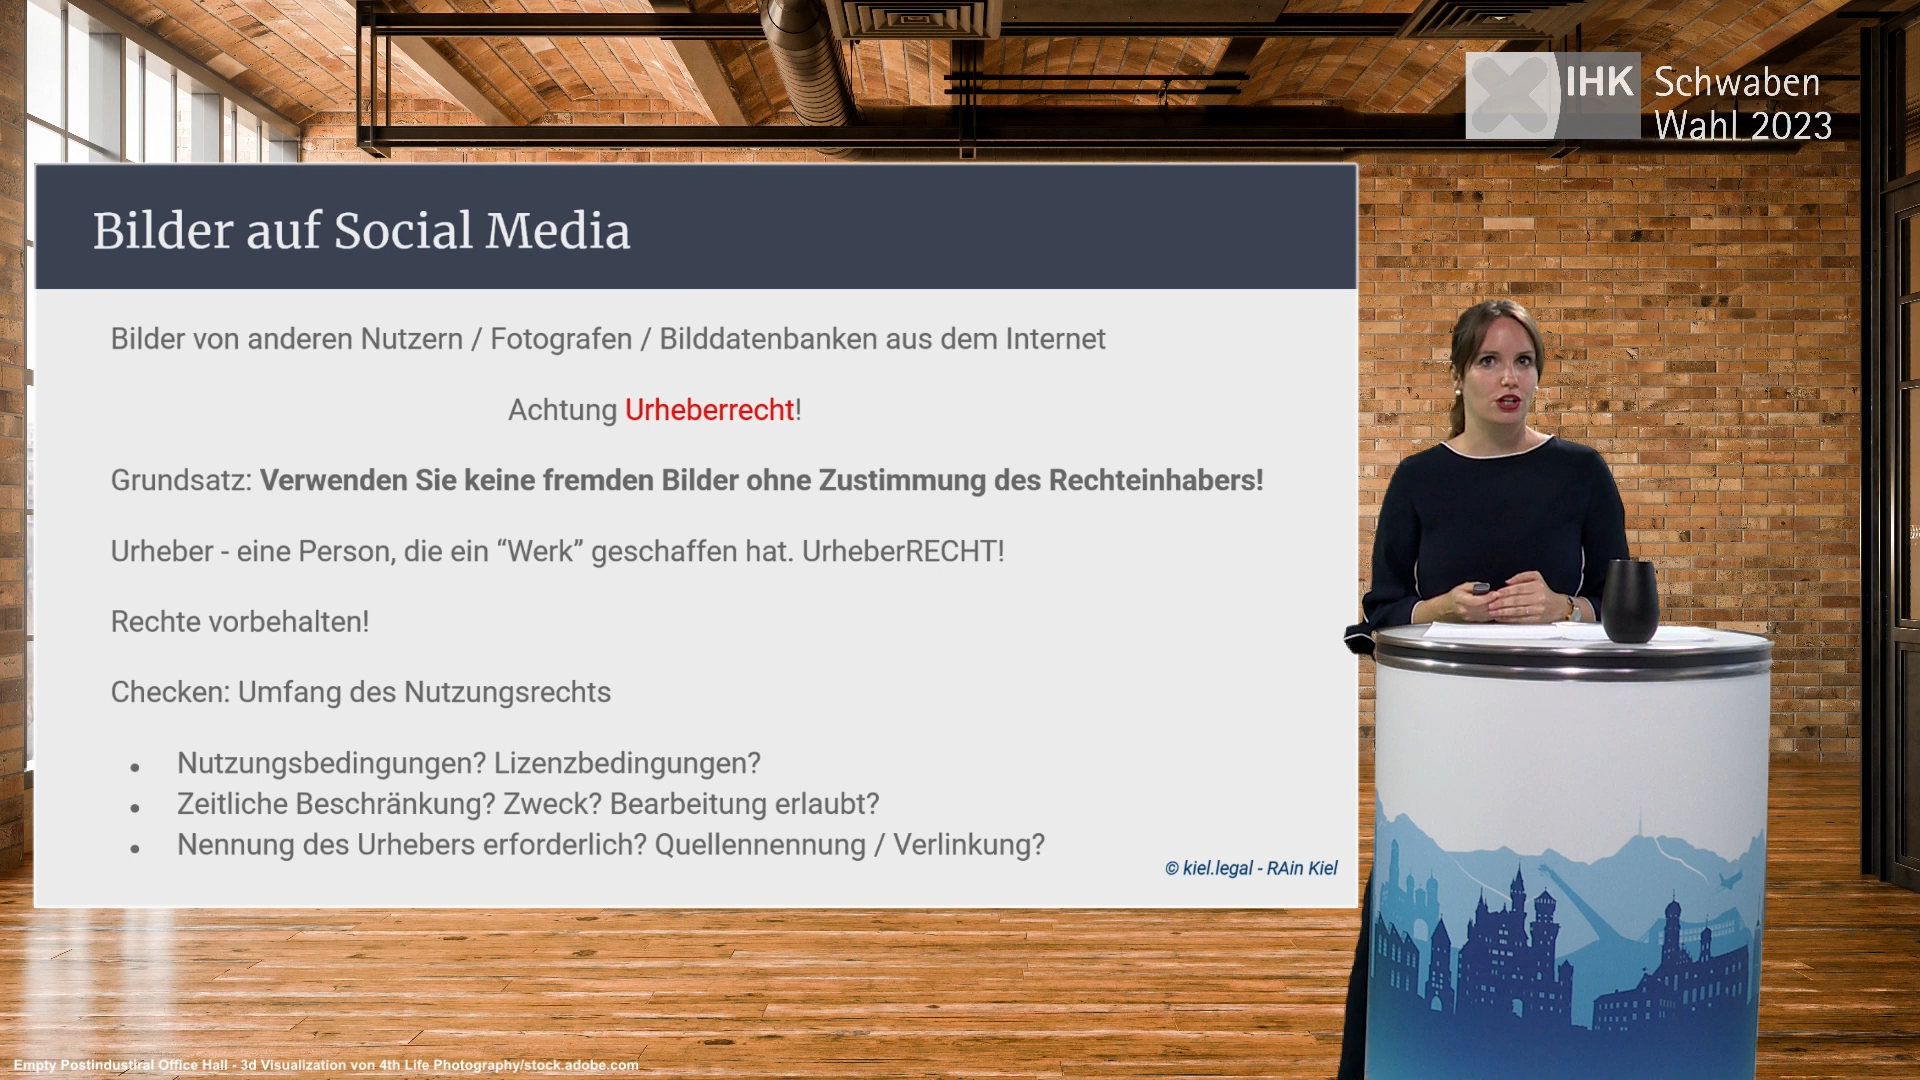 IHK Schwaben
Wahl 2023
Bilder auf Social Media
Bilder von anderen Nutzern / Fotografen / Bilddatenbanken aus dem Internet
Achtung Urheberrecht!
Grundsatz: Verwenden Sie keine fremden Bilder ohne Zustimmung des Rechteinhabers!
Urheber - eine Person, die ein “Werk” geschaffen hat. UrheberRECHT!
Rechte vorbehalten!
Checken: Umfang des Nutzungsrechts
• Nutzungsbedingungen? Lizenzbedingungen?
• Zeitliche Beschränkung? Zweck? Bearbeitung erlaubt?
• Nennung des Urhebers erforderlich? Quellennennung / Verlinkung?
© kiel.legal - RAin Kiel
Empty Postindustiral Office Hall - 3d Visualization von 4th Life Photography/stock.adobe.com